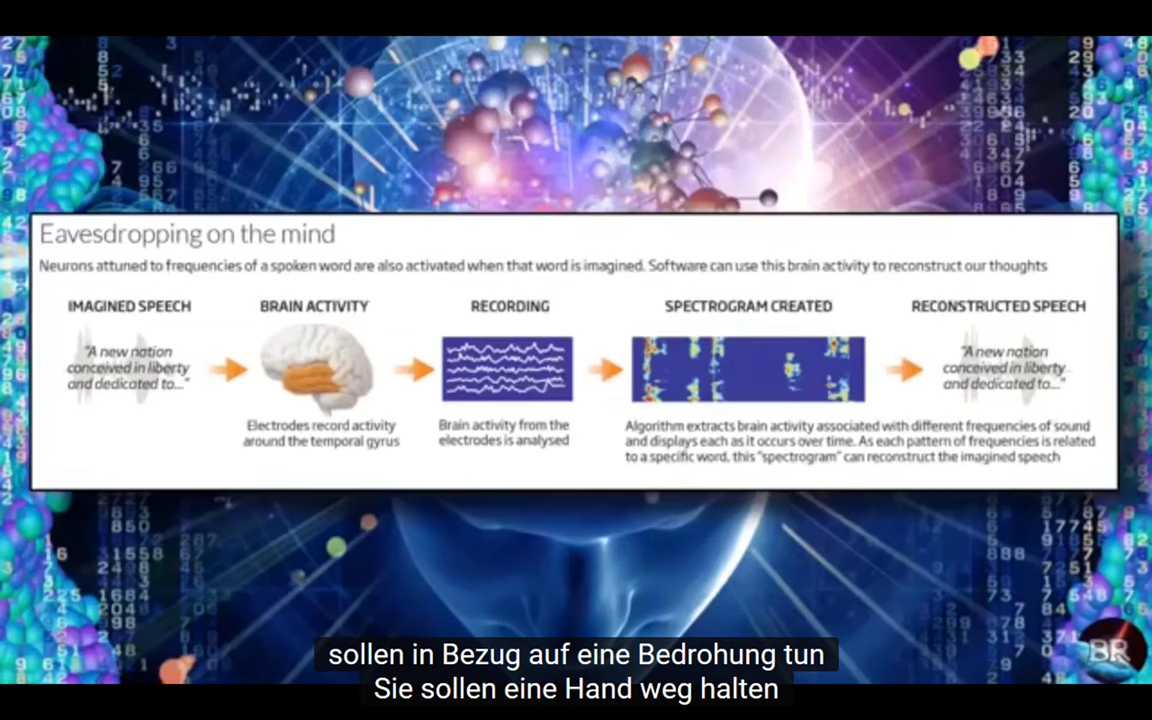 Eavesdropping on the mind
Neurons attuned to frequencies of a spoken word are also activated when that word is imagined. Software can use this brain activity to reconstruct our thoughts
IMAGINED SPEECH
"A new nation
conceived in liberty
and dedicated to..."
BRAIN ACTIVITY
Electrodes record activity
around the temporal gyrus
RECORDING
Brain activity from the
electrodes is analysed
SPECTROGRAM CREATED
Algorithm extracts brain activity associated with different frequencies of sound
and displays each as it occurs over time. As each pattern of frequencies is related
to a specific word, this "spectrogram" can reconstruct the imagined speech
RECONSTRUCTED SPEECH
"A new nation
conceived in liberty
and dedicated to..."
BR
sollen in Bezug auf eine Bedrohung tun
Sie sollen eine Hand weg halten